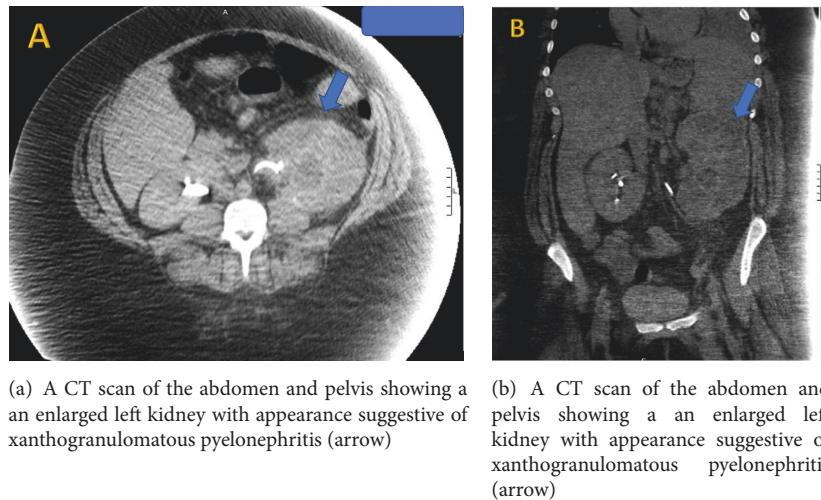 A
A
B
(a) A CT scan of the abdomen and pelvis showing a
an enlarged left kidney with appearance suggestive of
xanthogranulomatous pyelonephritis (arrow)
(b) A CT scan of the abdomen and
pelvis showing a an enlarged lef
kidney with appearance suggestive o
xanthogranulomatous pyelonephriti
(arrow)